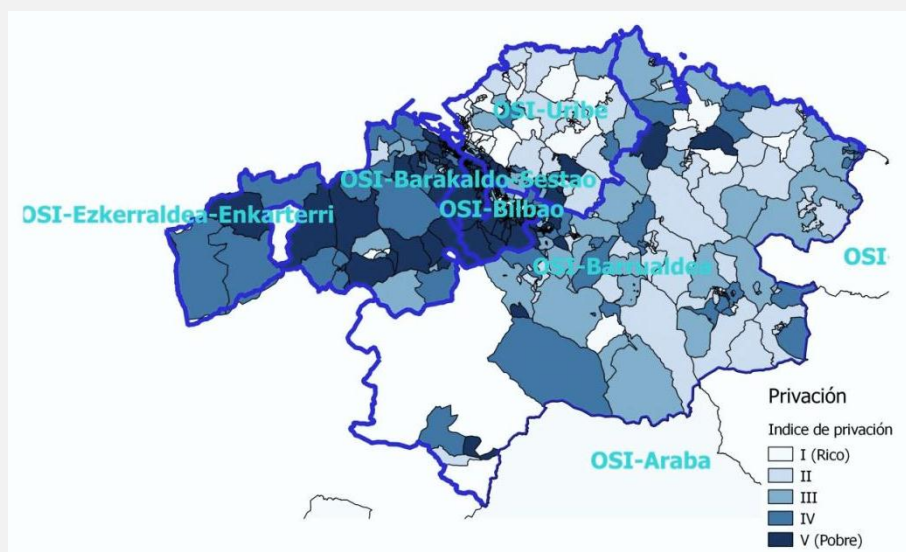 OSI-Uribe
OSI-Barakaldo-Sestao
OSI-Ezkerraldea-Enkarterri
OSI-Bilbao
OSI-Barrualdea
OSI
OSI-Araba
Privación
Indice de privación
I (Rico)
II
III
IV
V (Pobre)